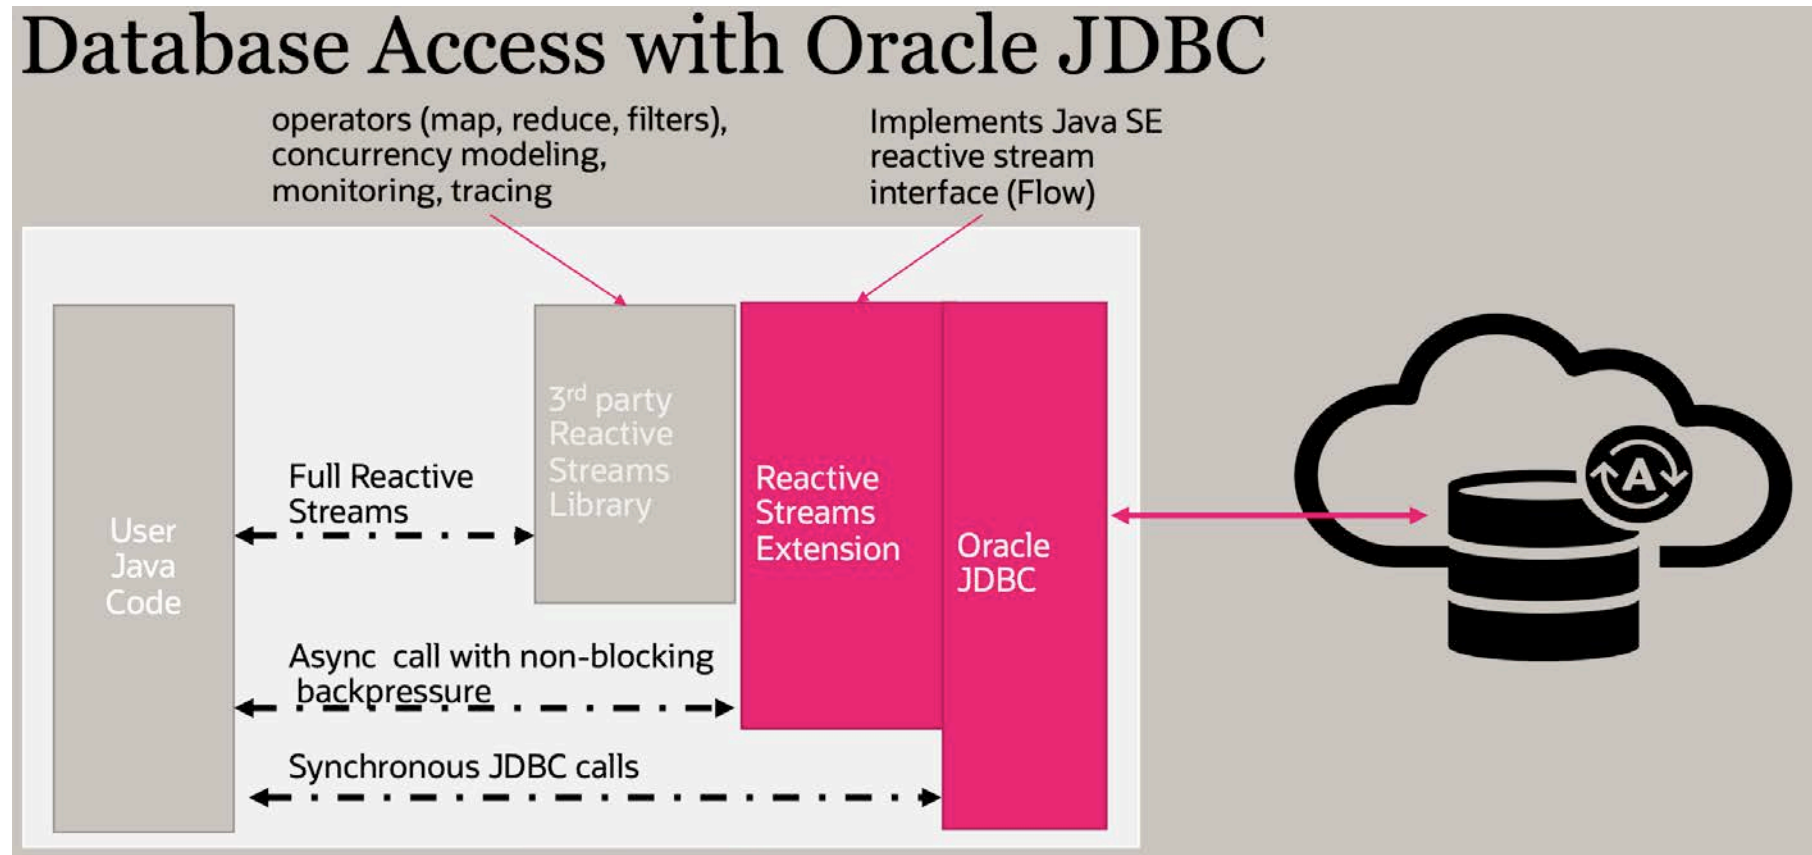 Database Access with Oracle JDBC
operators (map, reduce, filters),
concurrency modeling,
monitoring, tracing
Implements Java SE
reactive stream
interface (Flow)
User
Java
Code
Full Reactive
Streams
3rd party
Reactive
Streams
Library
Reactive
Streams
Extension
Oracle
JDBC
A
Async call with non-blocking
backpressure
Synchronous JDBC calls